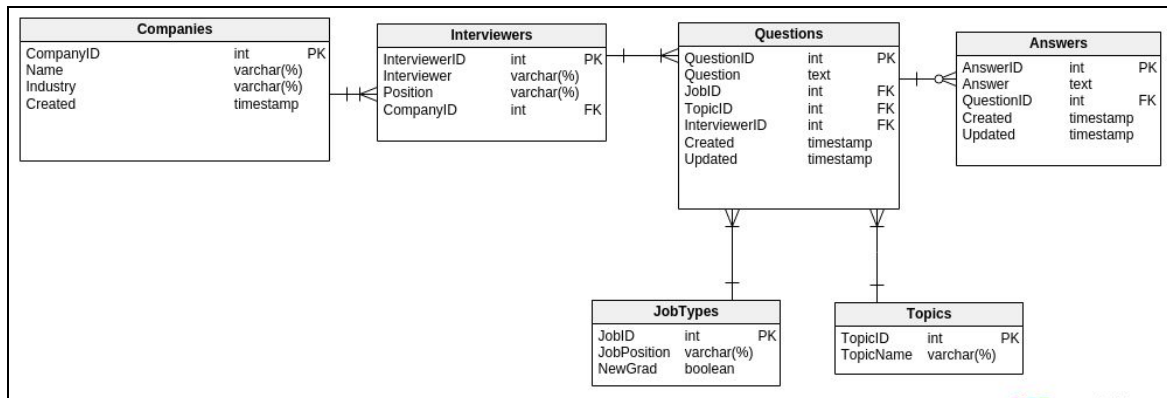 Companies
CompanyID int PK
Name varchar(%)
Industry varchar(%)
Created timestamp
Interviewers
InterviewerID int PK
Interviewer varchar(%)
Position varchar(%)
CompanyID int FK
Questions
QuestionID int PK
Question text
JobID int FK
TopicID int FK
InterviewerID int FK
Created timestamp
Updated timestamp
Answers
AnswerID int PK
Answer text
QuestionID int FK
Created timestamp
Updated timestamp
JobTypes
JobID int PK
JobPosition varchar(%)
NewGrad boolean
Topics
TopicID int PK
TopicName varchar(%)